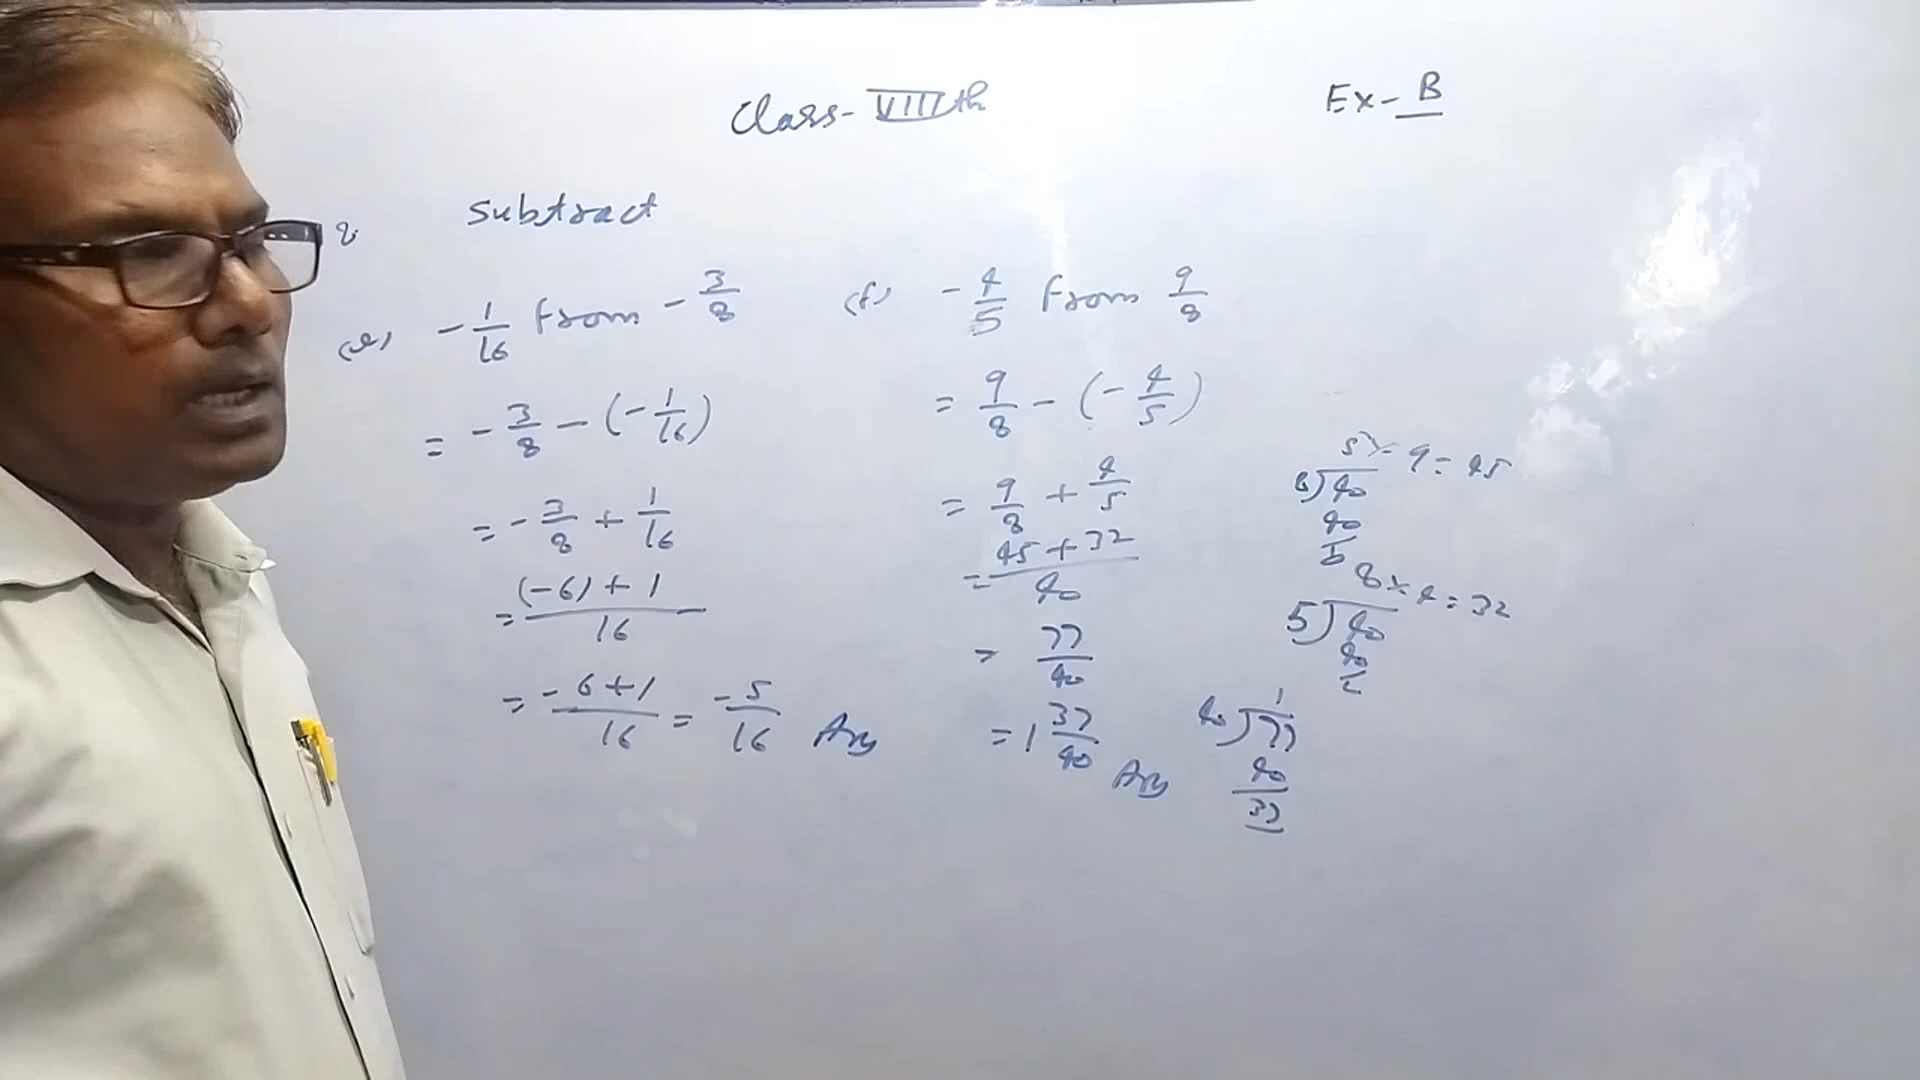 Class- VIIIth
Ex- B
2. Subtract
(e) -1/16 from -3/8
= -3/8 - (-1/16)
= -3/8 + 1/16
= (-6) + 1 / 16
= -6+1 / 16 = -5/16 Ans
(f) -4/5 from 9/8
= 9/8 - (-4/5)
= 9/8 + 4/5
= 45 + 32 / 40
= 77/40
= 1 37/40 Ans
5 × 9 = 45
8)40
40
8 × 4 = 32
5)40
40
1
40)77
40
37